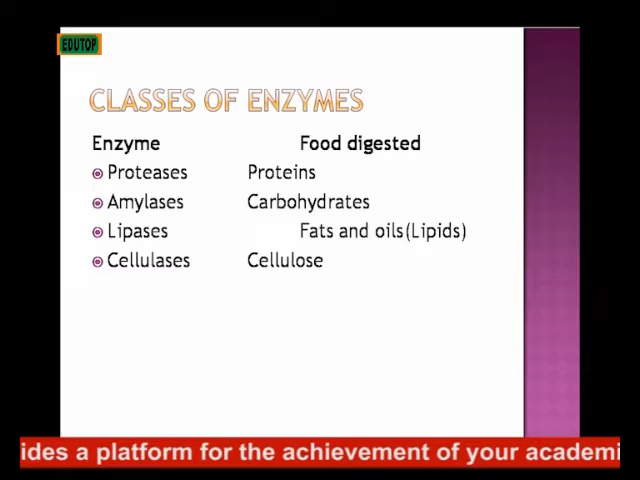 EDUTOP
CLASSES OF ENZYMES
Enzyme Food digested
Proteases Proteins
Amylases Carbohydrates
Lipases Fats and oils(Lipids)
Cellulases Cellulose
ides a platform for the achievement of your academi